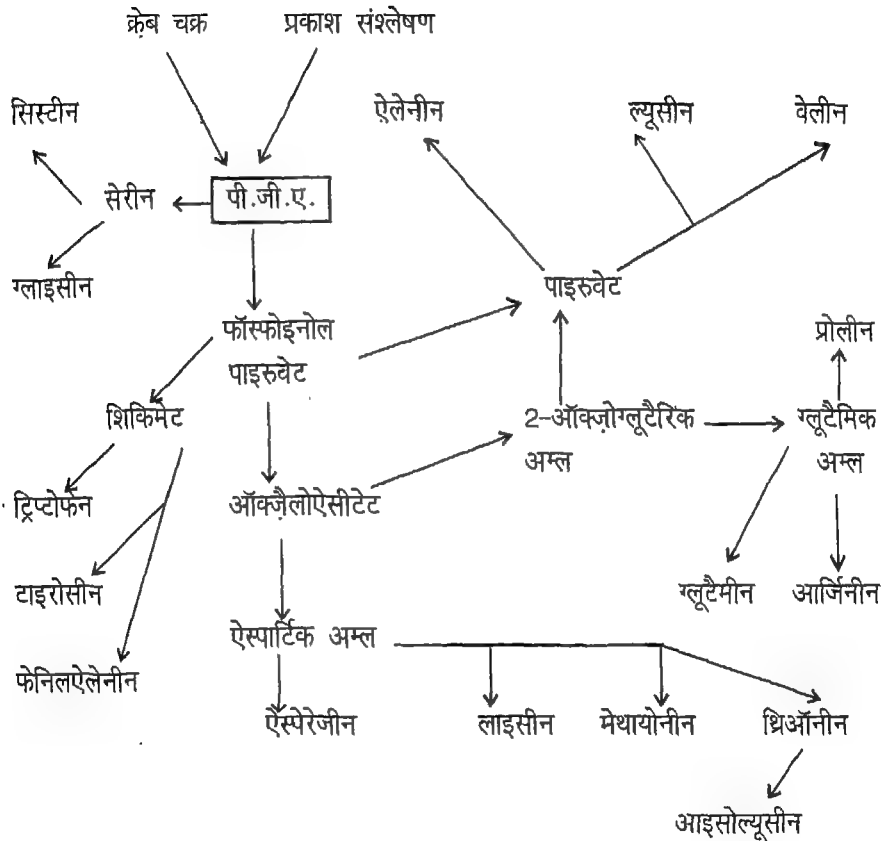 क्रेब चक्र
प्रकाश संश्लेषण
सिस्टीन
ऐलेनीन
ल्यूसीन
वेलीन
सेरीन
पी.जी.ए.
ग्लाइसीन
पाइरुवेट
फॉस्फोइनोल
पाइरुवेट
प्रोलीन
शिकिमेट
2-ऑक्ज़ोग्लूटैरिक
अम्ल
ग्लूटैमिक
अम्ल
ट्रिप्टोफेन
ऑक्ज़ैलोऐसीटेट
टाइरोसीन
ग्लूटैमीन
आर्जिनीन
ऐस्पार्टिक अम्ल
फेनिलऐलेनीन
ऐस्पेरेजीन
लाइसीन
मेथायोनीन
थ्रिऑनीन
आइसोल्यूसीन